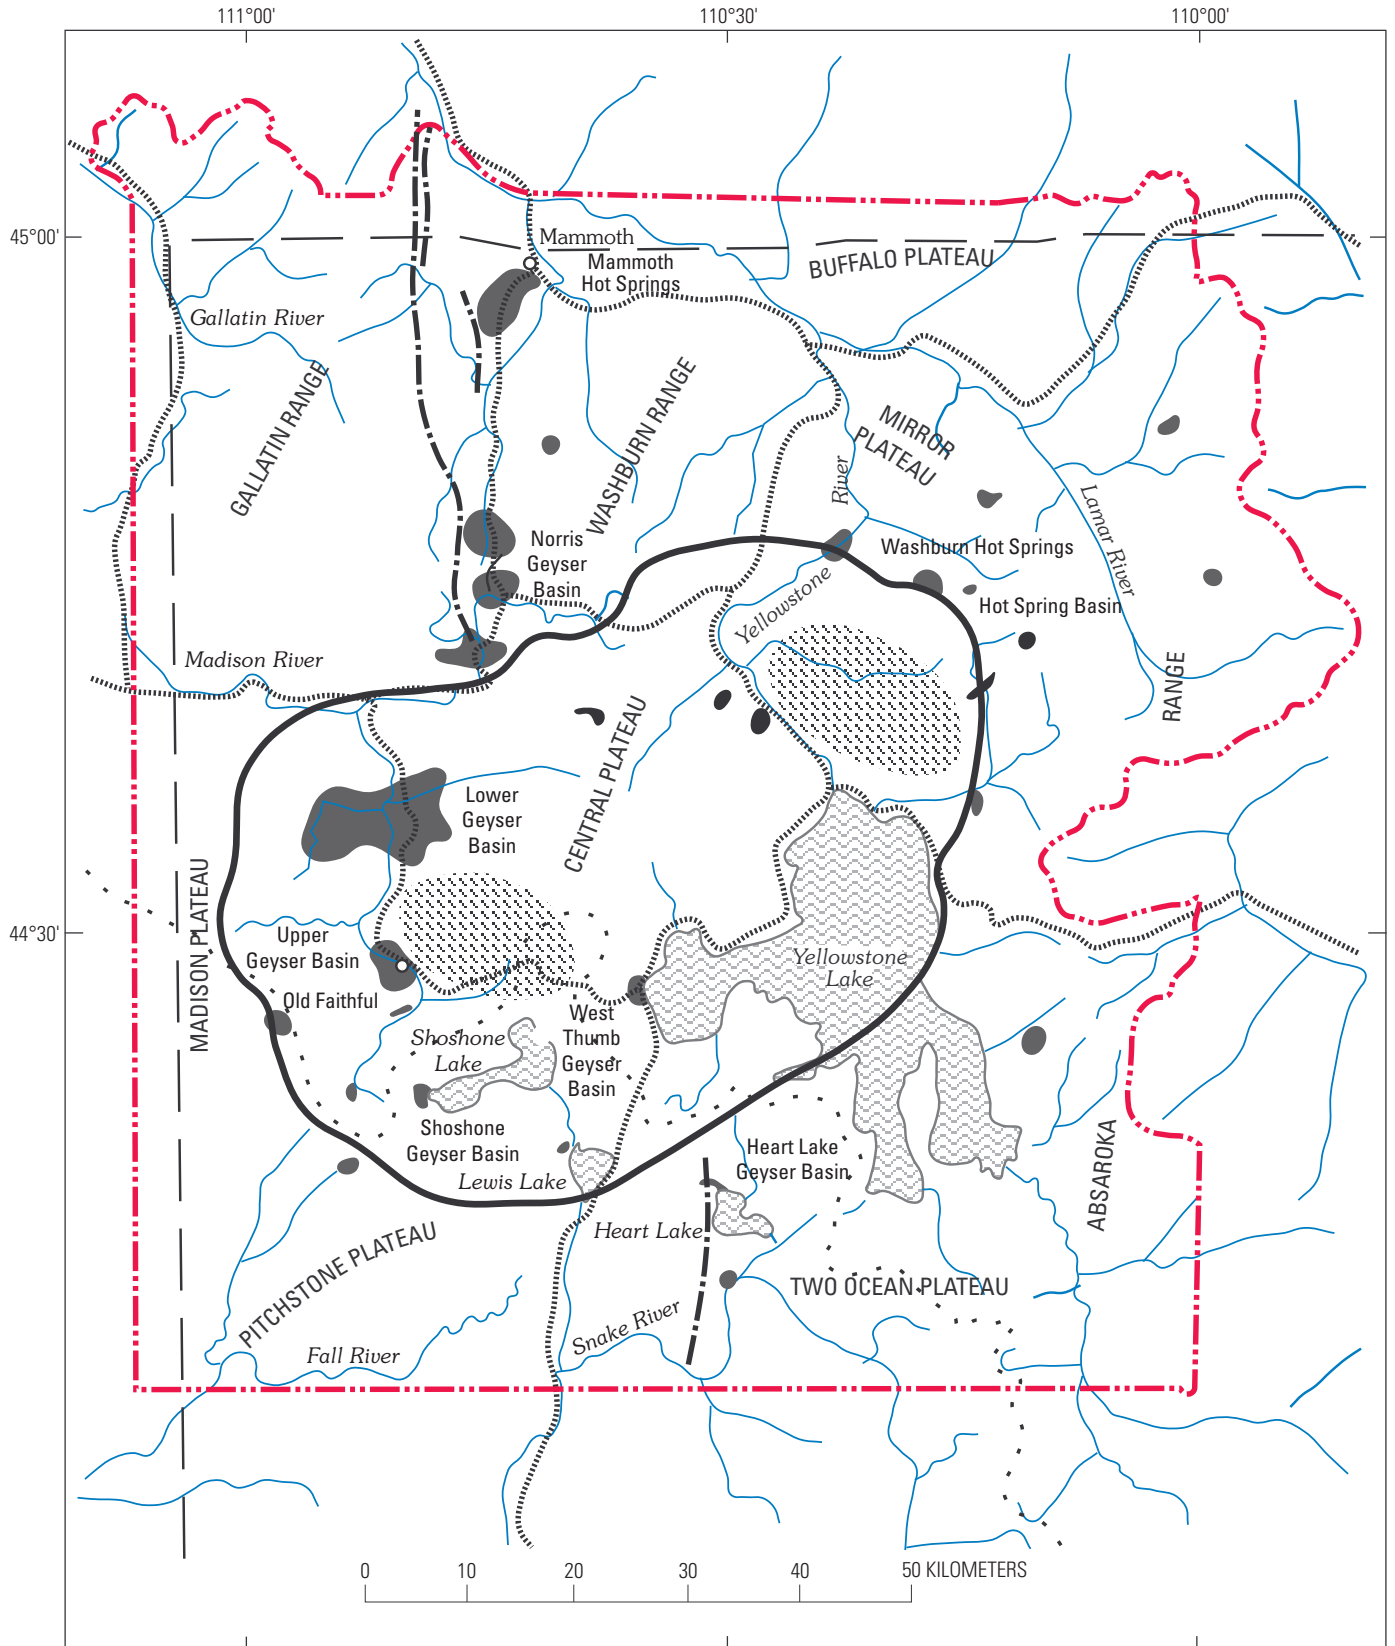 111°00'
110°30'
110°00'
45°00'
Mammoth
Mammoth
Hot Springs
BUFFALO PLATEAU
Gallatin River
GALLATIN RANGE
WASHBURN RANGE
MIRROR
PLATEAU
River
Lamar River
Norris
Geyser
Basin
Washburn Hot Springs
Yellowstone
Hot Spring Basin
Madison River
RANGE
CENTRAL PLATEAU
Lower
Geyser
Basin
MADISON PLATEAU
44°30'
Upper
Geyser Basin
Yellowstone
Lake
Old Faithful
West
Thumb
Geyser
Basin
Shoshone
Lake
Shoshone
Geyser Basin
Heart Lake
Geyser Basin
ABSAROKA
Lewis Lake
Heart Lake
PITCHSTONE PLATEAU
TWO OCEAN PLATEAU
Snake River
Fall River
0
10
20
30
40
50 KILOMETERS